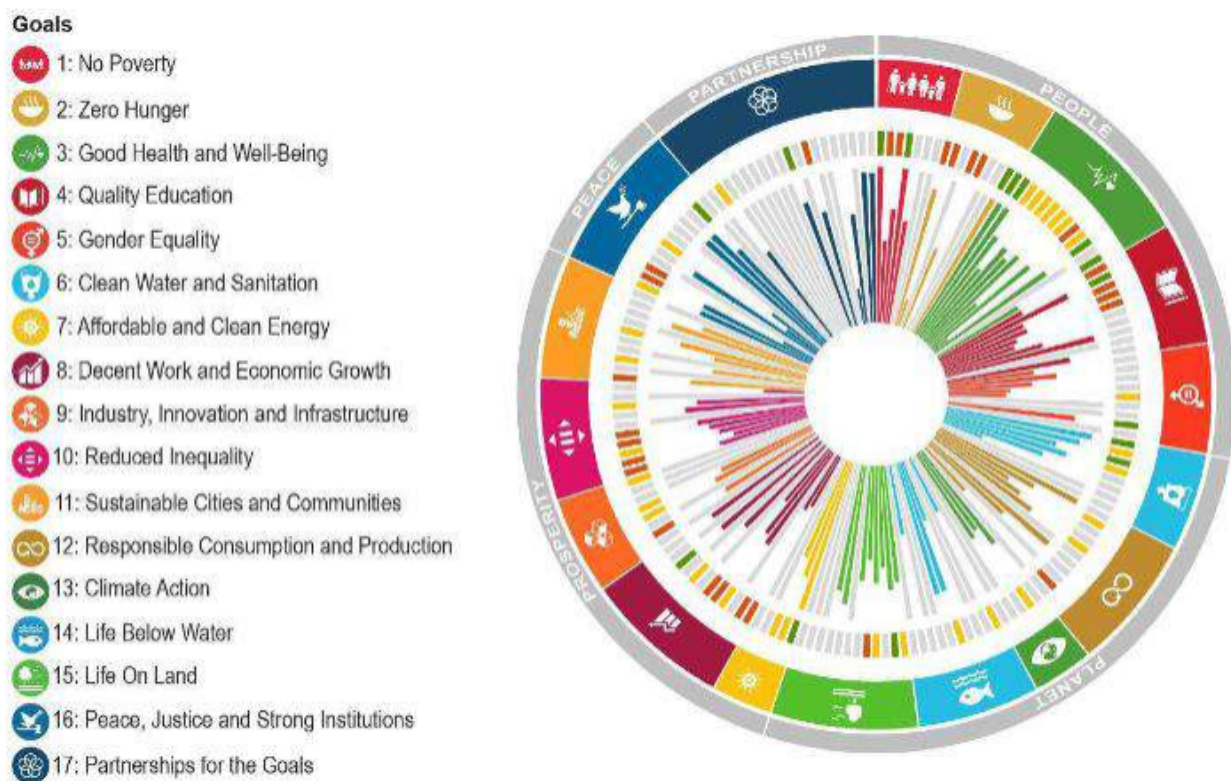 Goals
1: No Poverty
2: Zero Hunger
3: Good Health and Well-Being
4: Quality Education
5: Gender Equality
6: Clean Water and Sanitation
7: Affordable and Clean Energy
8: Decent Work and Economic Growth
9: Industry, Innovation and Infrastructure
10: Reduced Inequality
11: Sustainable Cities and Communities
12: Responsible Consumption and Production
13: Climate Action
14: Life Below Water
15: Life On Land
16: Peace, Justice and Strong Institutions
17: Partnerships for the Goals
PARTNERSHIP
PEOPLE
PEACE
PROSPERITY
PLANET